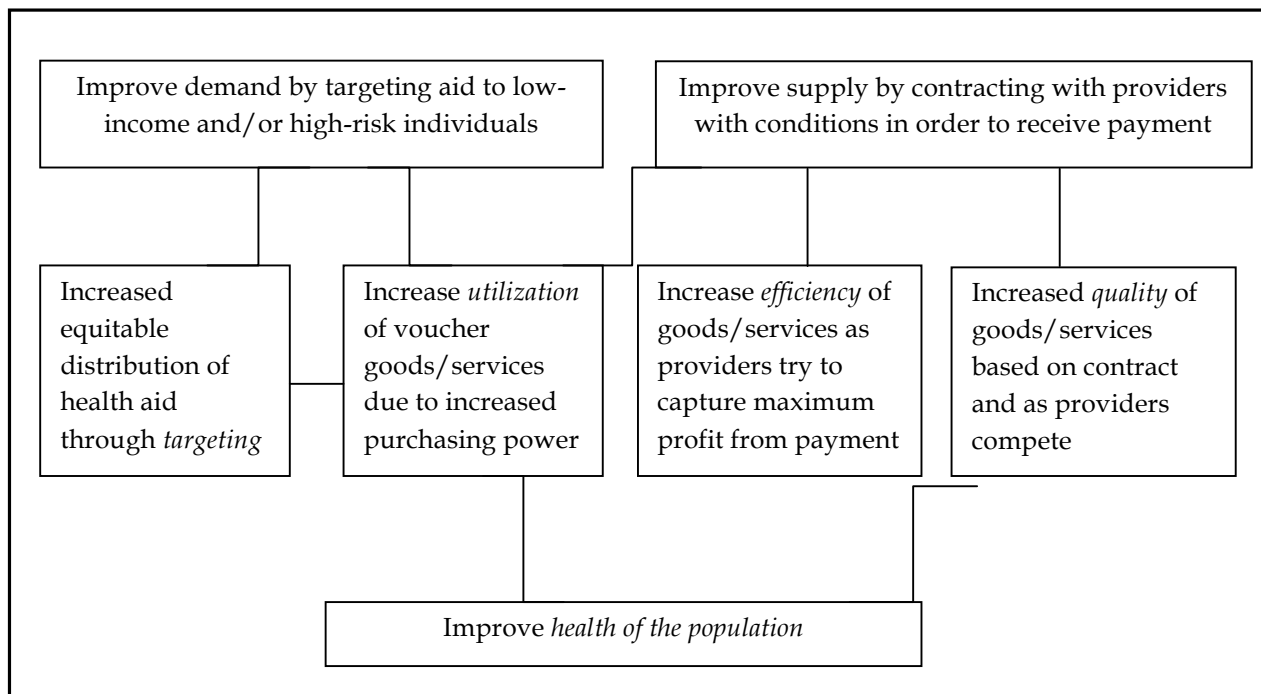 Improve demand by targeting aid to low-
income and/or high-risk individuals
Improve supply by contracting with providers
with conditions in order to receive payment
Increased
equitable
distribution of
health aid
through targeting
Increase utilization
of voucher
goods/services
due to increased
purchasing power
Increase efficiency of
goods/services as
providers try to
capture maximum
profit from payment
Increased quality of
goods/services
based on contract
and as providers
compete
Improve health of the population